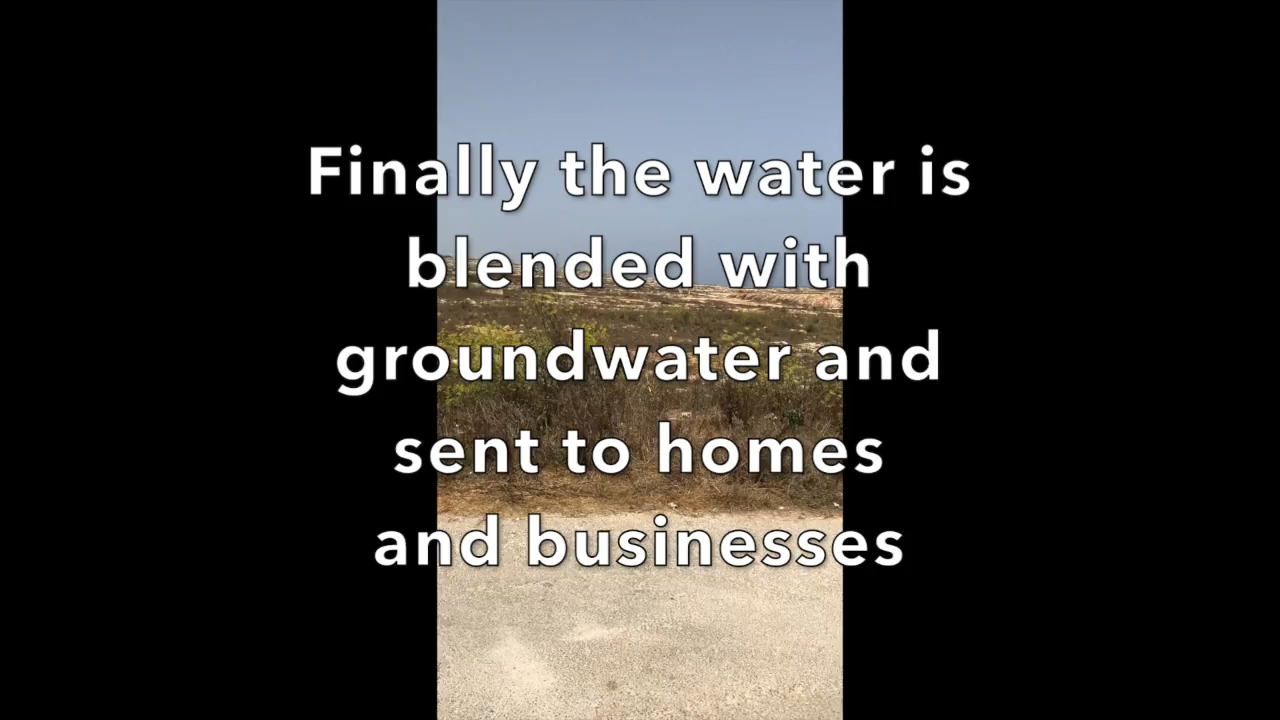 Finally the water is
blended with
groundwater and
sent to homes
and businesses